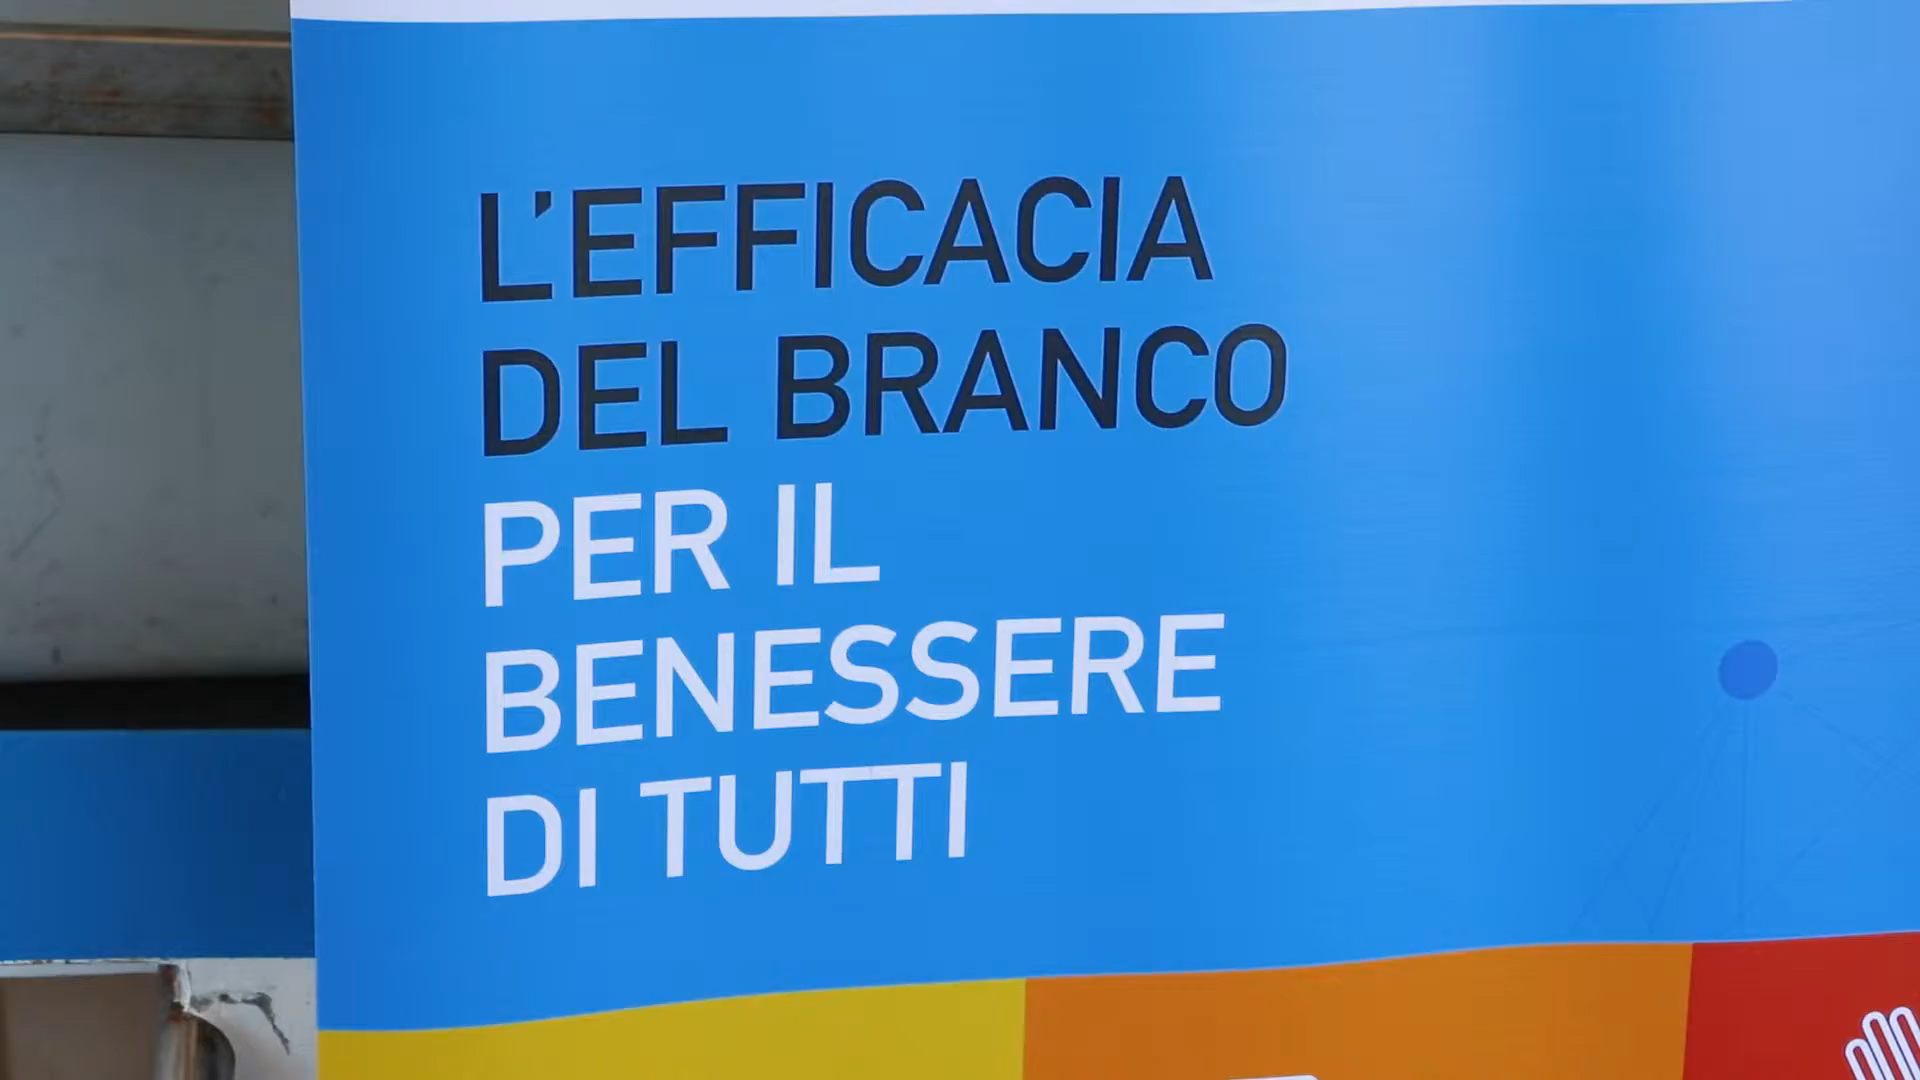 L'EFFICACIA
DEL BRANCO
PER IL
BENESSERE
DI TUTTI